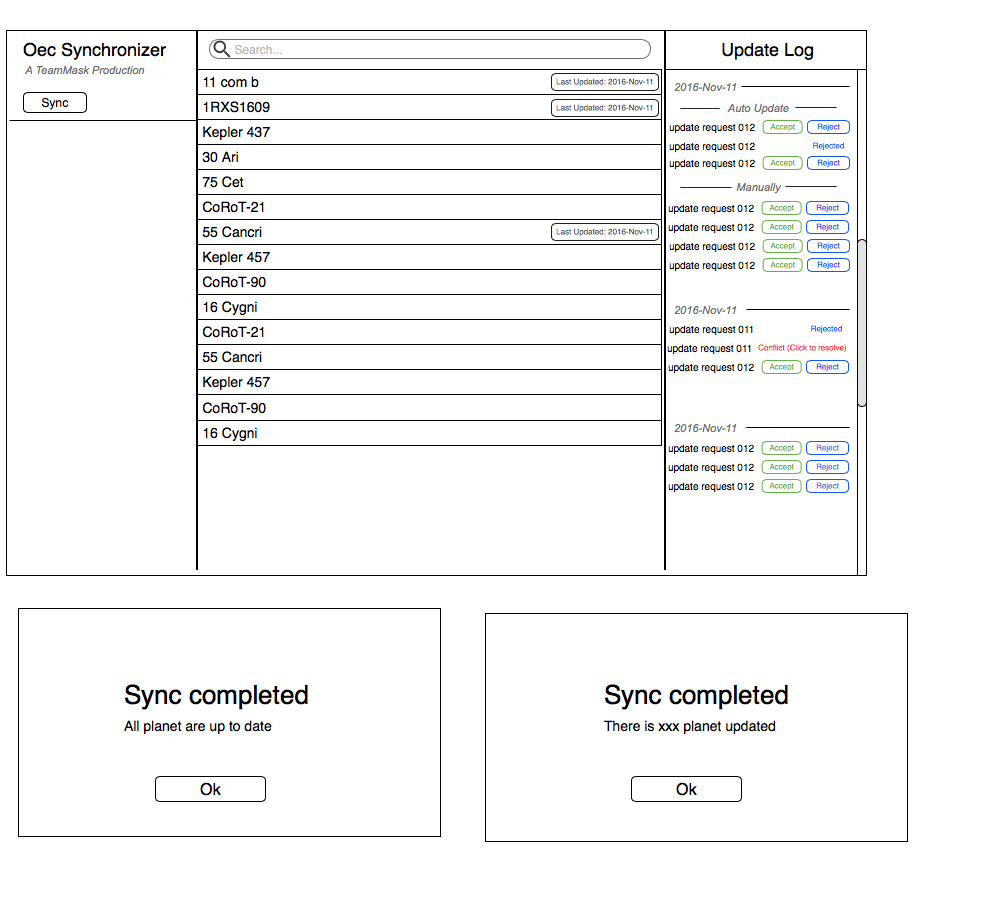 Oec Synchronizer
A TeamMask Production
Sync
Search...
11 com b Last Updated: 2016-Nov-11
1RXS1609 Last Updated: 2016-Nov-11
Kepler 437
30 Ari
75 Cet
CoRoT-21
55 Cancri Last Updated: 2016-Nov-11
Kepler 457
CoRoT-90
16 Cygni
CoRoT-21
55 Cancri
Kepler 457
CoRoT-90
16 Cygni
Update Log
2016-Nov-11
Auto Update
update request 012 Accept Reject
update request 012 Rejected
update request 012 Accept Reject
Manually
update request 012 Accept Reject
update request 012 Accept Reject
update request 012 Accept Reject
update request 012 Accept Reject
2016-Nov-11
update request 011 Rejected
update request 011 Conflict (Click to resolve)
update request 012 Accept Reject
2016-Nov-11
update request 012 Accept Reject
update request 012 Accept Reject
update request 012 Accept Reject
Sync completed
All planet are up to date
Ok
Sync completed
There is xxx planet updated
Ok